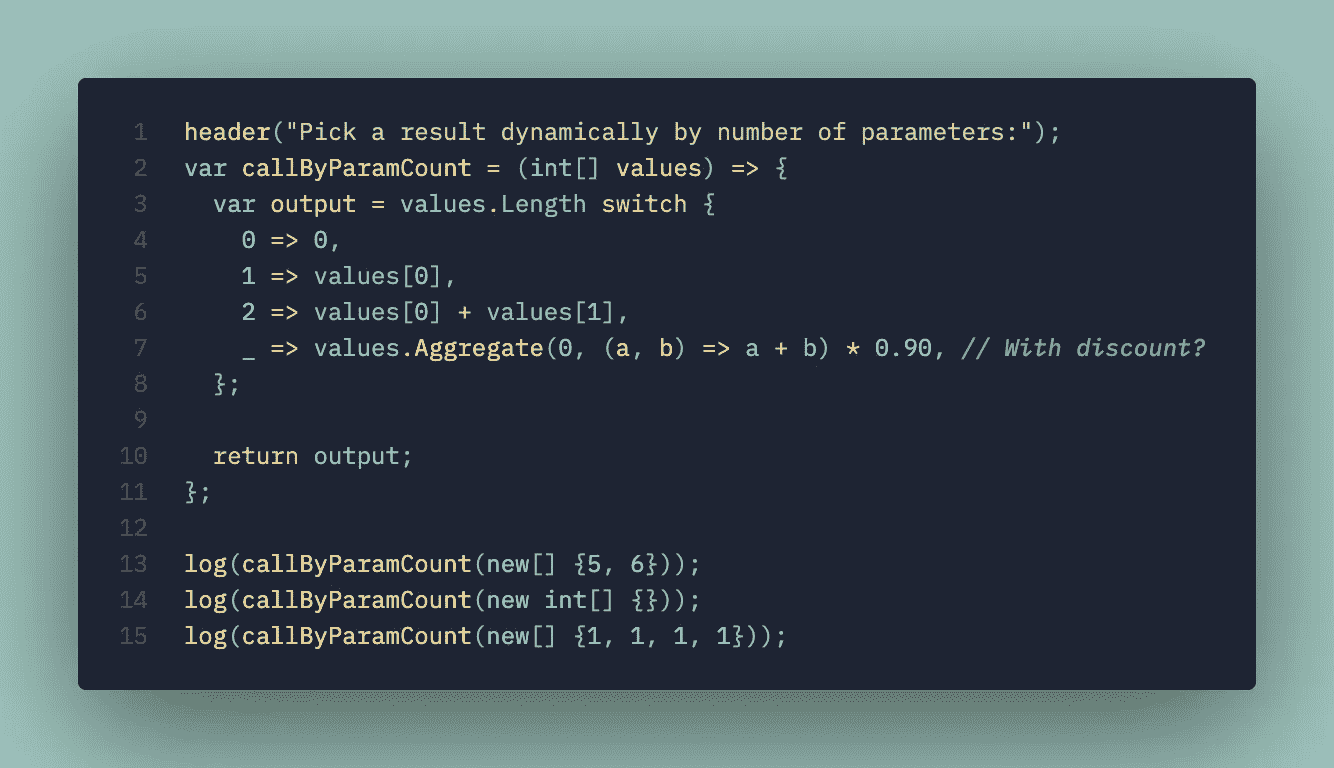 1 header("Pick a result dynamically by number of parameters:");
2 var callByParamCount = (int[] values) => {
3   var output = values.Length switch {
4     0 => 0,
5     1 => values[0],
6     2 => values[0] + values[1],
7     _ => values.Aggregate(0, (a, b) => a + b) * 0.90, // With discount?
8   };
9
10   return output;
11 };
12
13 log(callByParamCount(new[] {5, 6}));
14 log(callByParamCount(new int[] {}));
15 log(callByParamCount(new[] {1, 1, 1, 1}));